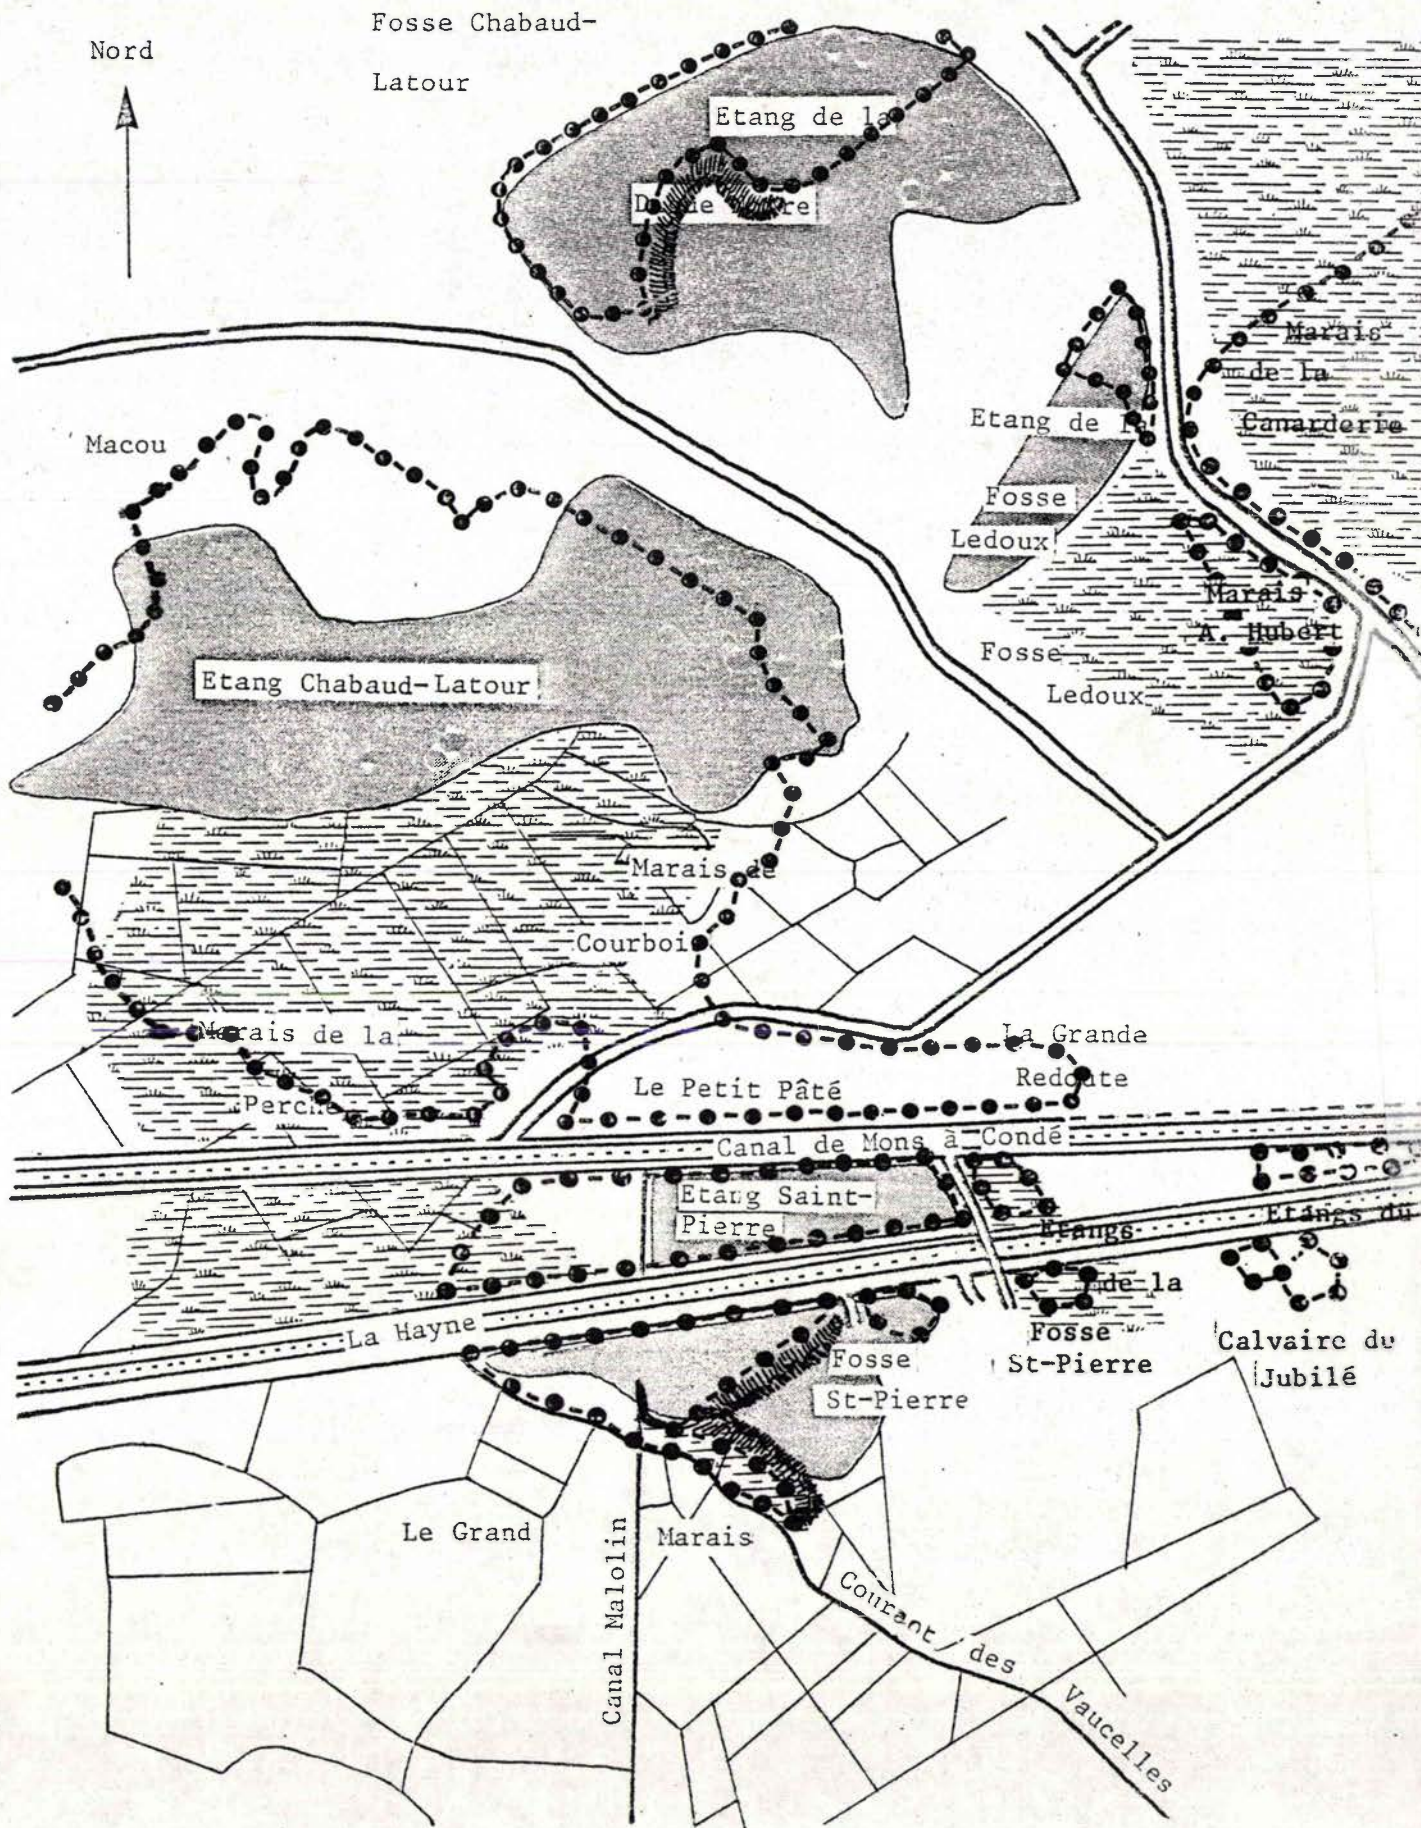 Nord
Fosse Chabaud-
Latour
Etang de la
Macou
Marais
de la
Canarderie
Etang de la
Fosse
Ledoux
Marais
A. Hubert
Fosse
Ledoux
Etang Chabaud-Latour
Marais de
Courboi
Marais de la
Perche
La Grande
Redoute
Le Petit Pâté
Canal de Mons à Condé
Etang Saint-
Pierre
Etangs
de la
Fosse
St-Pierre
Etangs du
Calvaire du
Jubilé
La Hayne
Fosse
St-Pierre
Le Grand
Marais
Canal Malolin
Courant des
Vaucelles